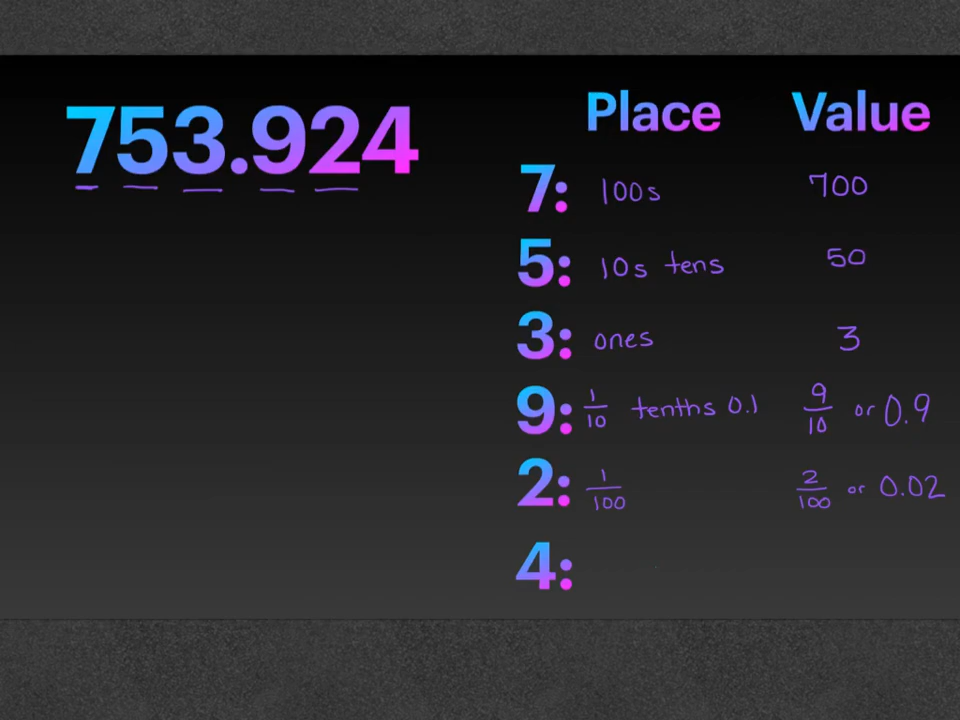 753.924
Place Value
7: 100s 700
5: 10s tens 50
3: ones 3
9: 1/10 tenths 0.1 9/10 or 0.9
2: 1/100 2/100 or 0.02
4: